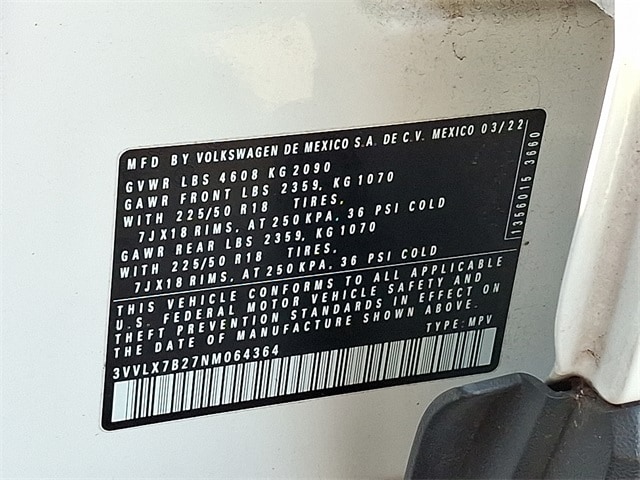 MFD BY VOLKSWAGEN DE MEXICO S.A. DE C.V. MEXICO 03/22
GVWR LBS 4608 KG 2090
GAWR FRONT LBS 2359, KG 1070
WITH 225/50 R18 TIRES,
7JX18 RIMS, AT 250 KPA, 36 PSI COLD
GAWR REAR LBS 2359, KG 1070
WITH 225/50 R18 TIRES.
7JX18 RIMS, AT 250 KPA, 36 PSI COLD
THIS VEHICLE CONFORMS TO ALL APPLICABLE
U.S. FEDERAL MOTOR VEHICLE SAFETY AND
THEFT PREVENTION STANDARDS IN EFFECT ON
THE DATE OF MANUFACTURE SHOWN ABOVE.
TYPE: MPV
3VVLX7B27NM064364
1356015 3660